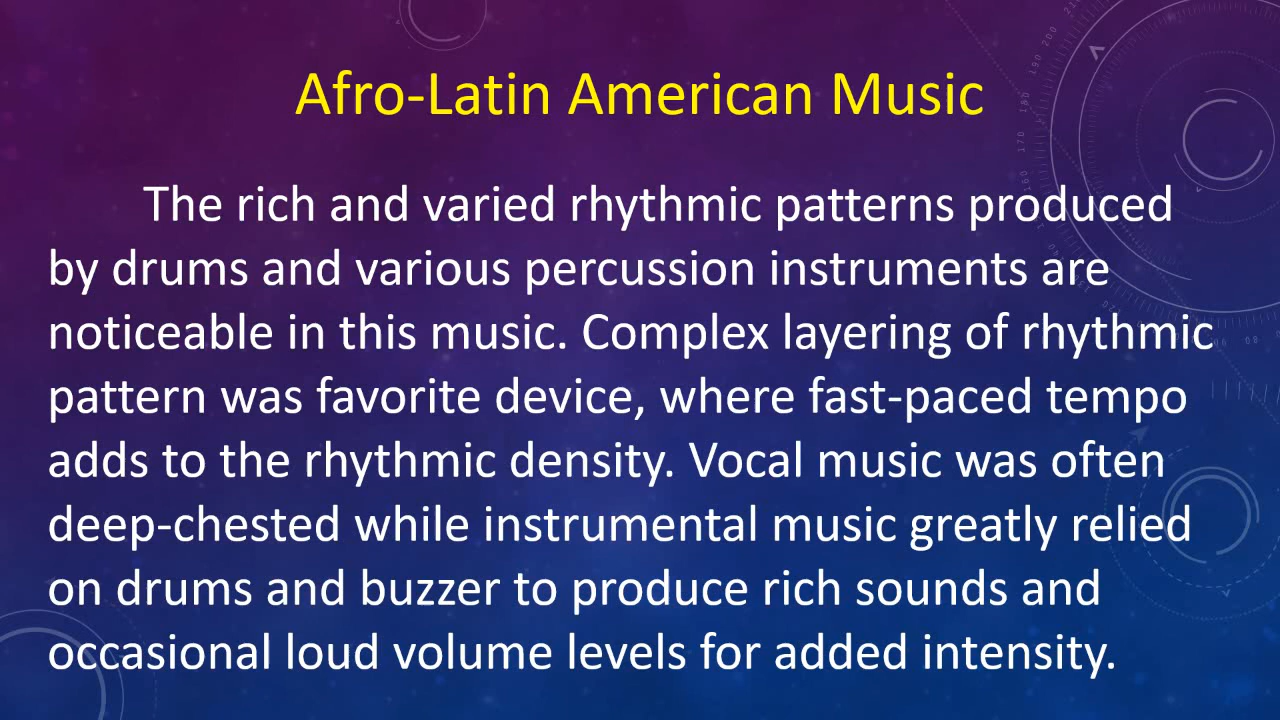 Afro-Latin American Music
The rich and varied rhythmic patterns produced
by drums and various percussion instruments are
noticeable in this music. Complex layering of rhythmic
pattern was favorite device, where fast-paced tempo
adds to the rhythmic density. Vocal music was often
deep-chested while instrumental music greatly relied
on drums and buzzer to produce rich sounds and
occasional loud volume levels for added intensity.